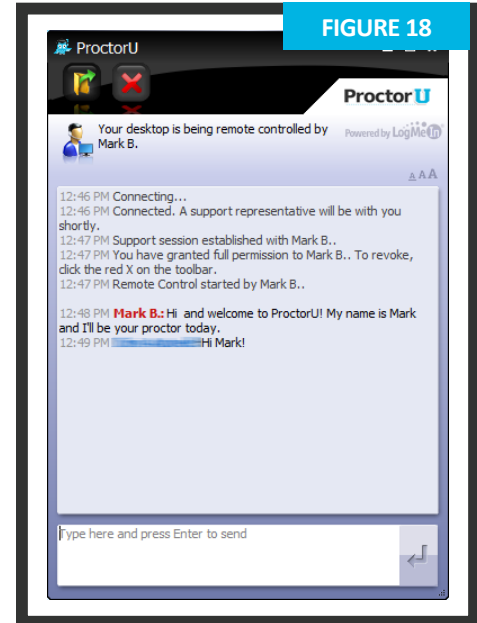 FIGURE 18
ProctorU
ProctorU
Your desktop is being remote controlled by
Mark B.
Powered by LogMeIn
A A A
12:46 PM Connecting...
12:46 PM Connected. A support representative will be with you
shortly.
12:47 PM Support session established with Mark B..
12:47 PM You have granted full permission to Mark B.. To revoke,
click the red X on the toolbar.
12:47 PM Remote Control started by Mark B..
12:48 PM Mark B.: Hi and welcome to ProctorU! My name is Mark
and I'll be your proctor today.
12:49 PM Hi Mark!
Type here and press Enter to send